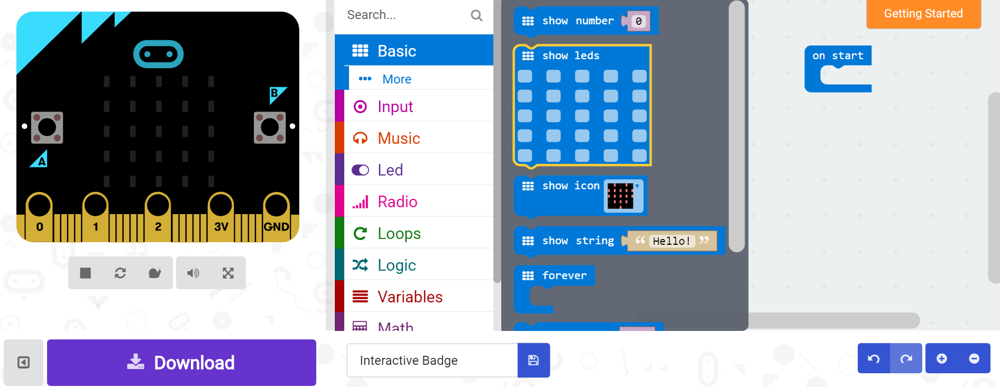 B
A
0 1 2 3V GND
Download
Search...
Basic
More
Input
Music
Led
Radio
Loops
Logic
Variables
Math
show number 0
show leds
show icon
show string “ Hello! ”
forever
Getting Started
on start
Interactive Badge